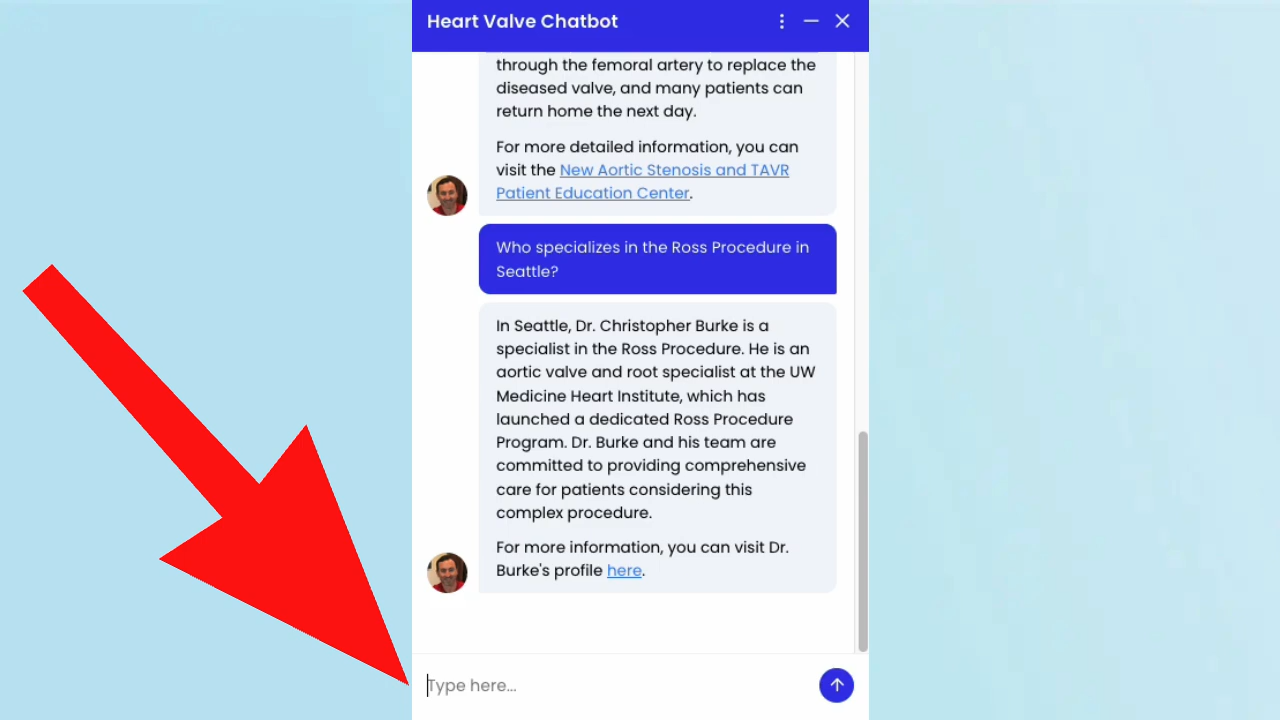 Heart Valve Chatbot
through the femoral artery to replace the
diseased valve, and many patients can
return home the next day.
For more detailed information, you can
visit the New Aortic Stenosis and TAVR
Patient Education Center.
Who specializes in the Ross Procedure in
Seattle?
In Seattle, Dr. Christopher Burke is a
specialist in the Ross Procedure. He is an
aortic valve and root specialist at the UW
Medicine Heart Institute, which has
launched a dedicated Ross Procedure
Program. Dr. Burke and his team are
committed to providing comprehensive
care for patients considering this
complex procedure.
For more information, you can visit Dr.
Burke's profile here.
Type here...